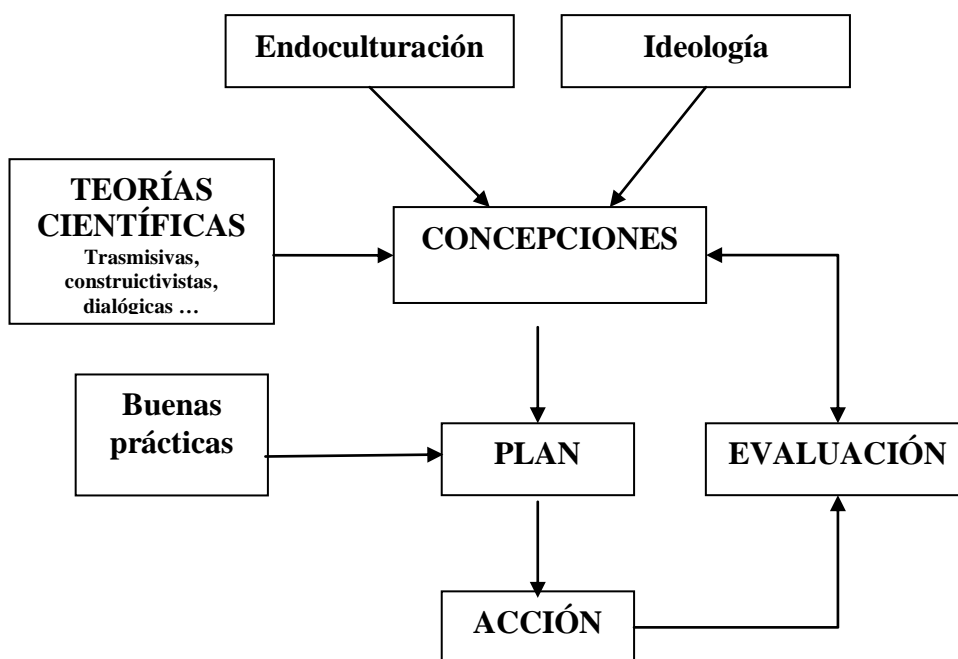 Endoculturación
Ideología
TEORÍAS
CIENTÍFICAS
Trasmisivas,
construictivistas,
dialógicas …
CONCEPCIONES
Buenas
prácticas
PLAN
EVALUACIÓN
ACCIÓN